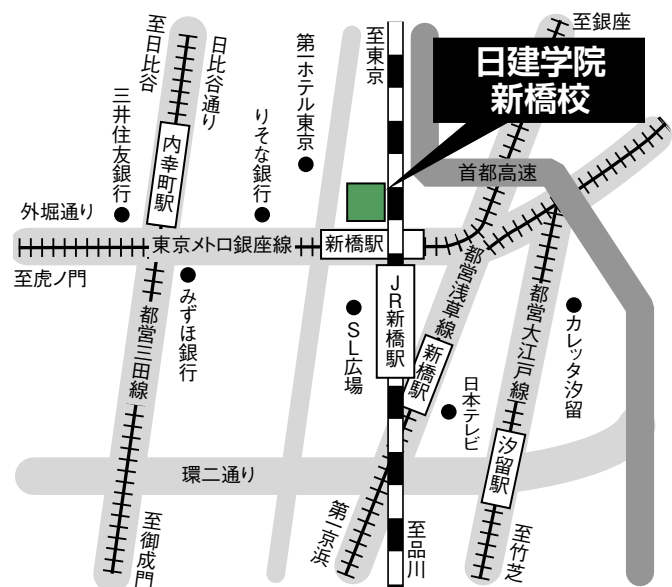 至銀座
至東京
日建学院
新橋校
至日比谷
日比谷通り
第一ホテル東京
三井住友銀行
りそな銀行
内幸町駅
首都高速
外堀通り
東京メトロ銀座線
新橋駅
至虎ノ門
みずほ銀行
都営三田線
SL広場
JR新橋駅
都営浅草線
新橋駅
都営大江戸線
カレッタ汐留
日本テレビ
汐留駅
環二通り
至御成門
第一京浜
至品川
至竹芝